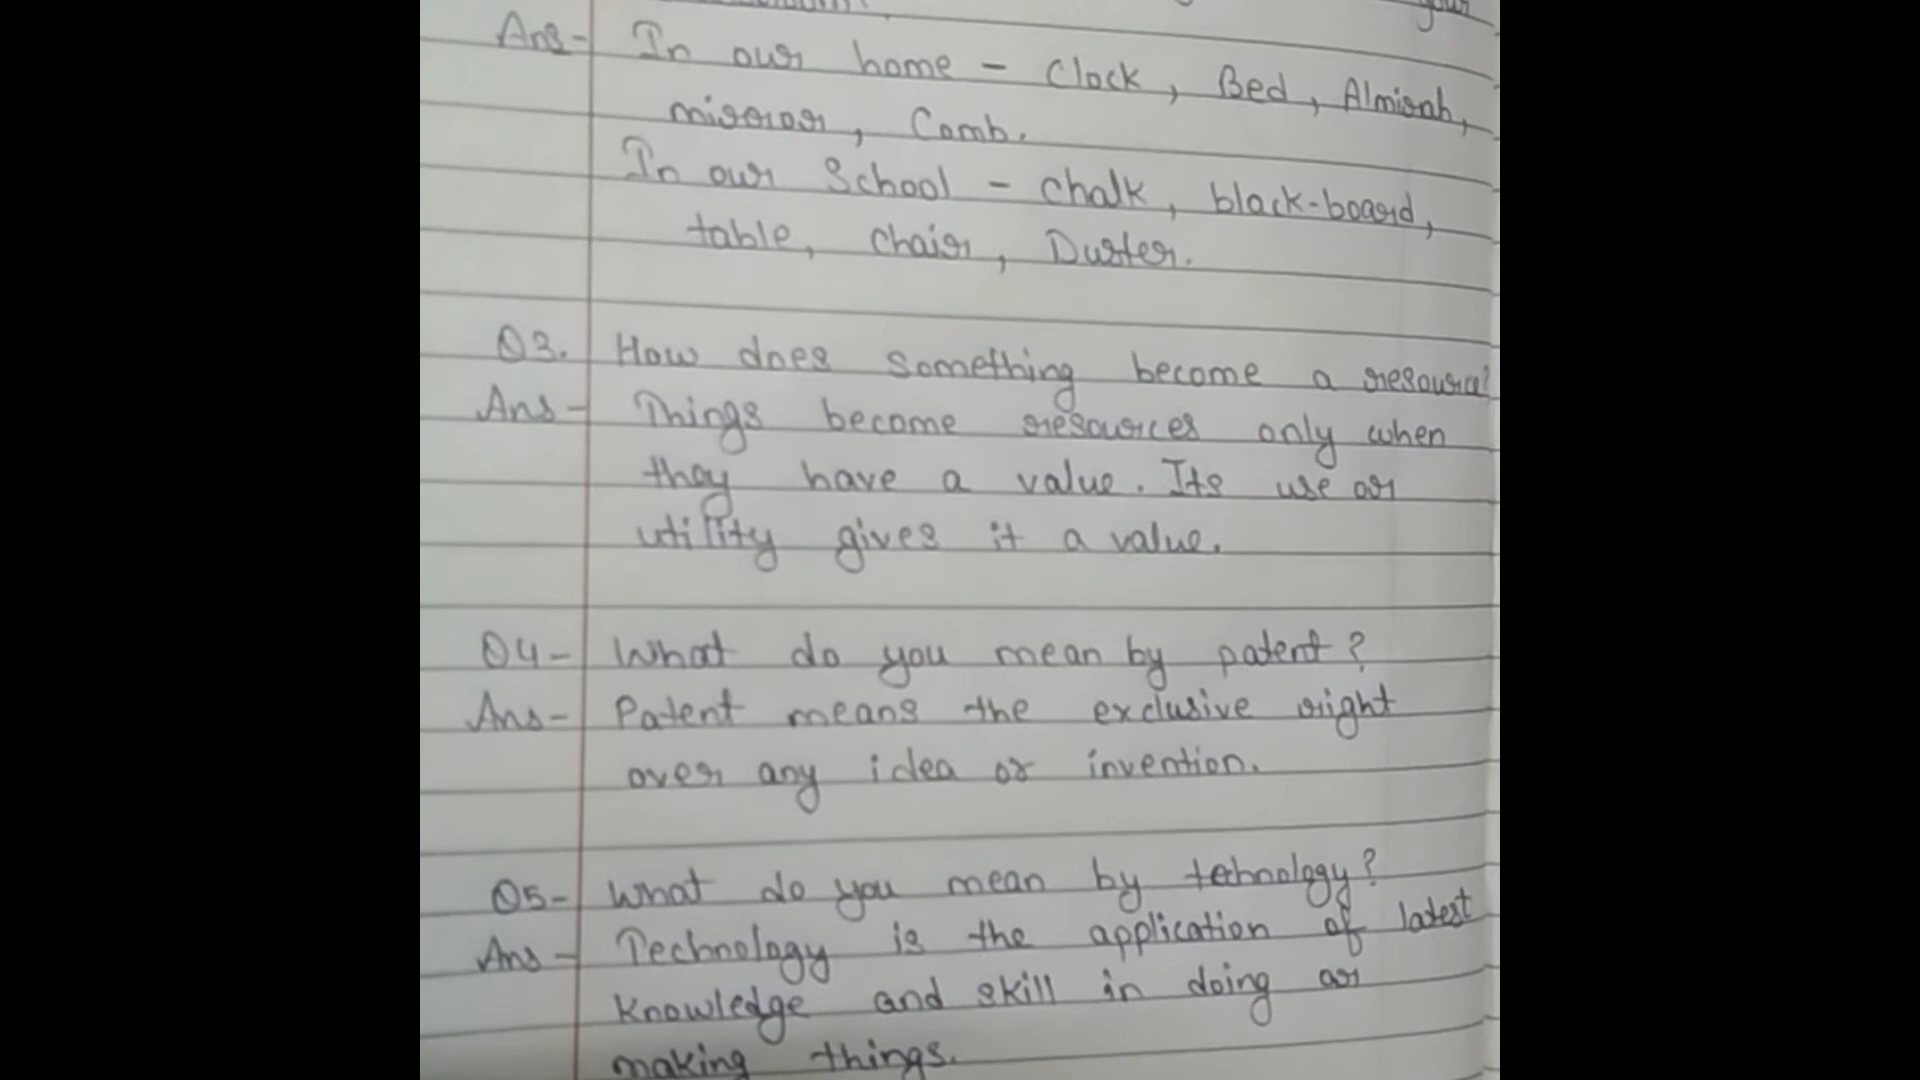 your
Ans- In our home - Clock, Bed, Almirah,
mirror, Comb.
In our School - chalk, black-board,
table, chair, Duster.
Q3. How does something become a resource?
Ans- Things become resources only when
they have a value. Its use or
utility gives it a value.
Q4- What do you mean by patent?
Ans- Patent means the exclusive right
over any idea or invention.
Q5- What do you mean by technology?
Ans- Technology is the application of latest
knowledge and skill in doing or
making things.